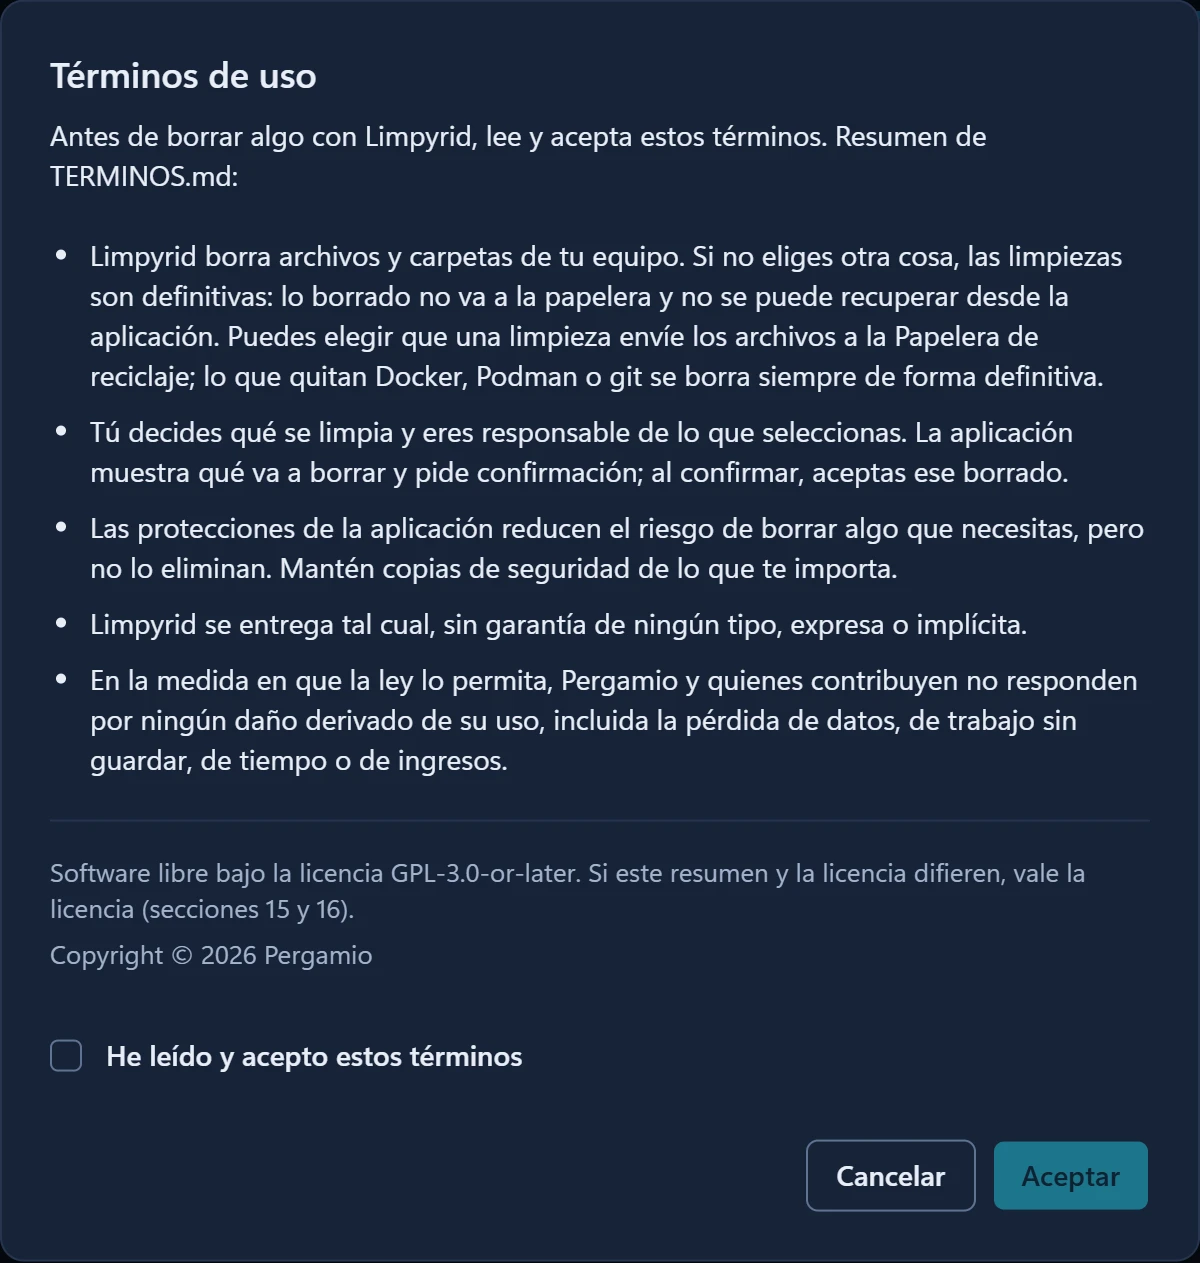 Términos de uso
Antes de borrar algo con Limpyrid, lee y acepta estos términos. Resumen de
TERMINOS.md:
• Limpyrid borra archivos y carpetas de tu equipo. Si no eliges otra cosa, las limpiezas
son definitivas: lo borrado no va a la papelera y no se puede recuperar desde la
aplicación. Puedes elegir que una limpieza envíe los archivos a la Papelera de
reciclaje; lo que quitan Docker, Podman o git se borra siempre de forma definitiva.
• Tú decides qué se limpia y eres responsable de lo que seleccionas. La aplicación
muestra qué va a borrar y pide confirmación; al confirmar, aceptas ese borrado.
• Las protecciones de la aplicación reducen el riesgo de borrar algo que necesitas, pero
no lo eliminan. Mantén copias de seguridad de lo que te importa.
• Limpyrid se entrega tal cual, sin garantía de ningún tipo, expresa o implícita.
• En la medida en que la ley lo permita, Pergamio y quienes contribuyen no responden
por ningún daño derivado de su uso, incluida la pérdida de datos, de trabajo sin
guardar, de tiempo o de ingresos.
Software libre bajo la licencia GPL-3.0-or-later. Si este resumen y la licencia difieren, vale la
licencia (secciones 15 y 16).
Copyright © 2026 Pergamio
He leído y acepto estos términos
Cancelar
Aceptar